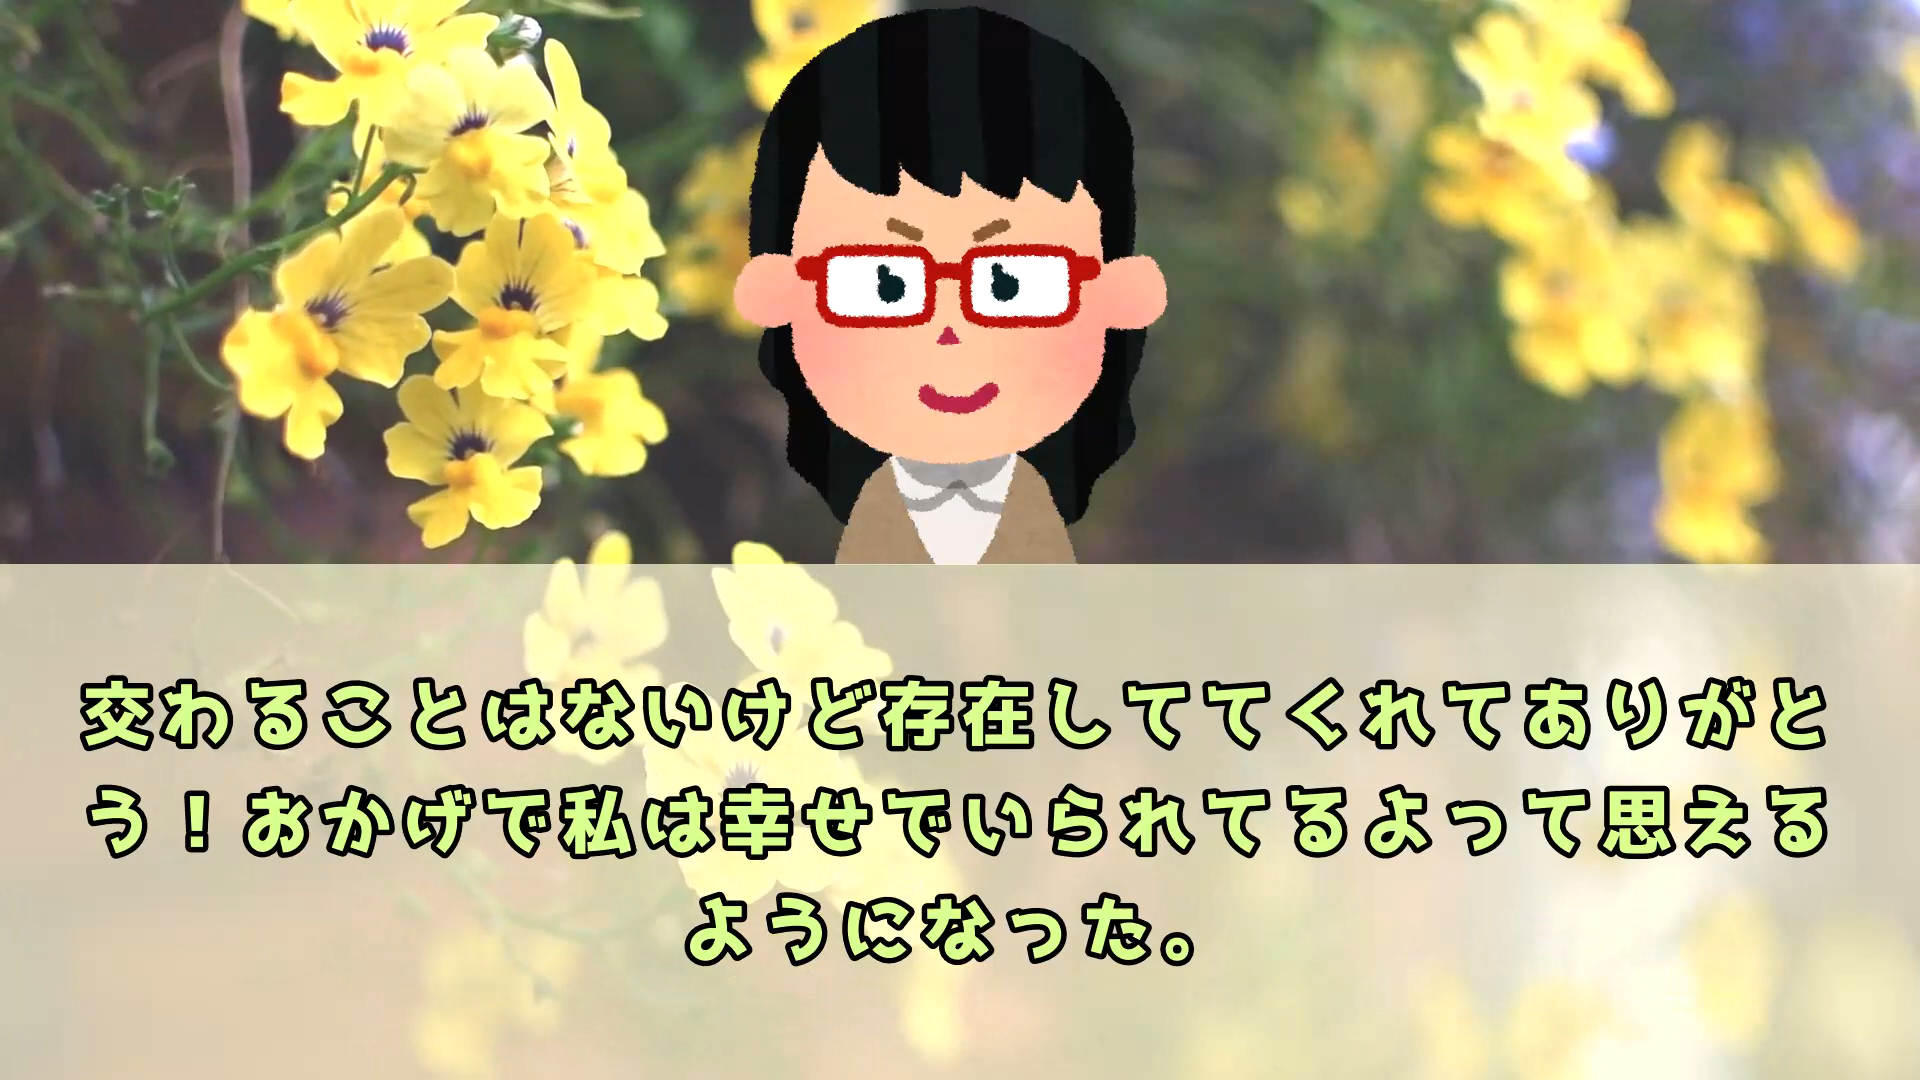 交わることはないけど存在しててくれてありがと
う！おかげで私は幸せでいられてるよって思える
ようになった。